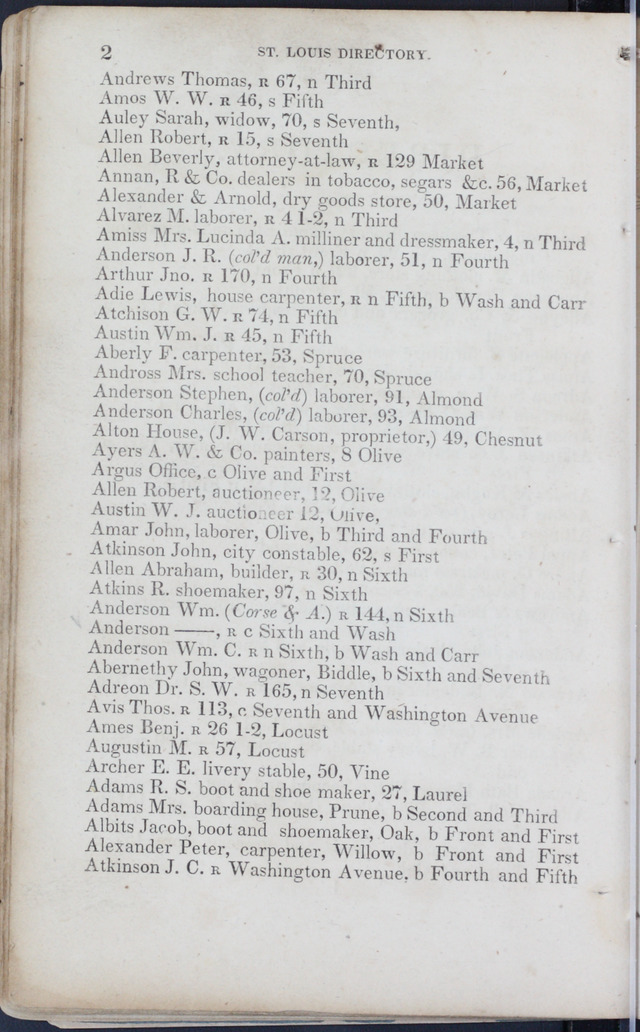 2 ST. LOUIS DIRECTORY.
Andrews Thomas, R 67, n Third
Amos W. W. R 46, s Fifth
Auley Sarah, widow, 70, s Seventh,
Allen Robert, R 15, s Seventh
Allen Beverly, attorney-at-law, R 129 Market
Annan, R & Co. dealers in tobacco, segars &c. 56, Market
Alexander & Arnold, dry goods store, 50, Market
Alvarez M. laborer, R 4 1-2, n Third
Amiss Mrs. Lucinda A. milliner and dressmaker, 4, n Third
Anderson J. R. (col'd man,) laborer, 51, n Fourth
Arthur Jno. R 170, n Fourth
Adie Lewis, house carpenter, R n Fifth, b Wash and Carr
Atchison G. W. R 74, n Fifth
Austin Wm. J. R 45, n Fifth
Aberly F. carpenter, 53, Spruce
Andross Mrs. school teacher, 70, Spruce
Anderson Stephen, (col'd) laborer, 91, Almond
Anderson Charles, (col'd) laborer, 93, Almond
Alton House, (J. W. Carson, proprietor,) 49, Chesnut
Ayers A. W. & Co. painters, 8 Olive
Argus Office, c Olive and First
Allen Robert, auctioneer, 12, Olive
Austin W. J. auctioneer 12, Olive,
Amar John, laborer, Olive, b Third and Fourth
Atkinson John, city constable, 62, s First
Allen Abraham, builder, R 30, n Sixth
Atkins R. shoemaker, 97, n Sixth
Anderson Wm. (Corse & A.) R 144, n Sixth
Anderson ——, R c Sixth and Wash
Anderson Wm. C. R n Sixth, b Wash and Carr
Abernethy John, wagoner, Biddle, b Sixth and Seventh
Adreon Dr. S. W. R 165, n Seventh
Avis Thos. R 113, c Seventh and Washington Avenue
Ames Benj. R 26 1-2, Locust
Augustin M. R 57, Locust
Archer E. E. livery stable, 50, Vine
Adams R. S. boot and shoe maker, 27, Laurel
Adams Mrs. boarding house, Prune, b Second and Third
Albits Jacob, boot and shoemaker, Oak, b Front and First
Alexander Peter, carpenter, Willow, b Front and First
Atkinson J. C. R Washington Avenue, b Fourth and Fifth